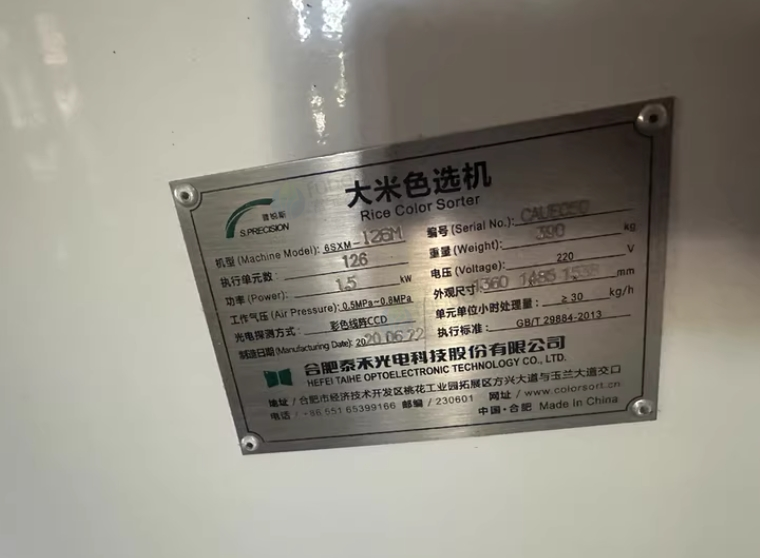 大米色选机
Rice Color Sorter
普锐斯
S.PRECISION
机型 (Machine Model): 6SXM-126M
编号 (Serial No.):
执行单元数: 126
重量 (Weight): 390 kg
功率 (Power): 1.5 kw
电压 (Voltage): 220 V
工作气压 (Air Pressure): 0.5MPa~0.8MPa
外观尺寸: 1360 1485 mm
光电探测方式: 彩色线阵CCD
单元单位小时处理量: ≥30 kg/h
制造日期 (Manufacturing Date): 2020.06.22
执行标准: GB/T 29884-2013
合肥泰禾光电科技股份有限公司
HEFEI TAIHE OPTOELECTRONIC TECHNOLOGY CO., LTD.
地址 / 合肥市经济技术开发区桃花工业园拓展区方兴大道与玉兰大道交口
电话 / +86 551 65399166 邮编 / 230601 网址 / www.colorsort.cn
中国·合肥 Made in China